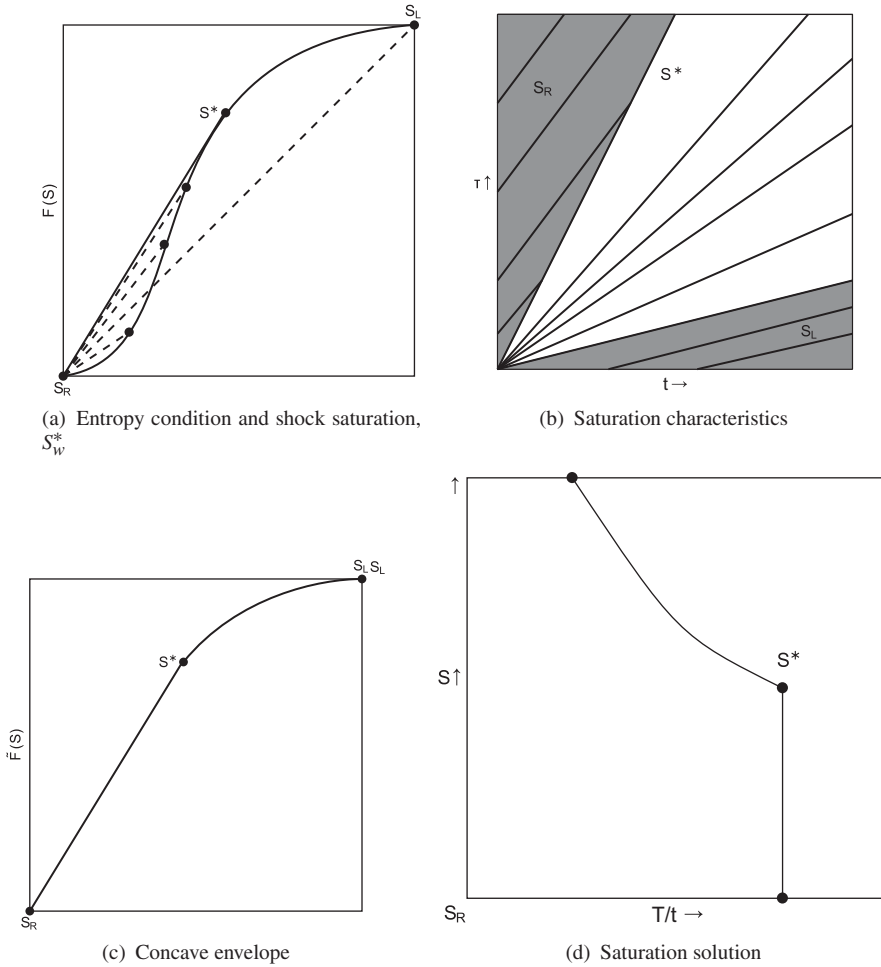 S_L
S*
F(S)
S_R
(a) Entropy condition and shock saturation,
S*_w
S_R
S*
τ↑
S_L
t→
(b) Saturation characteristics
S_L S_L
S*
F̃(S)
S_R
(c) Concave envelope
↑
S*
S↑
S_R
T/t →
(d) Saturation solution